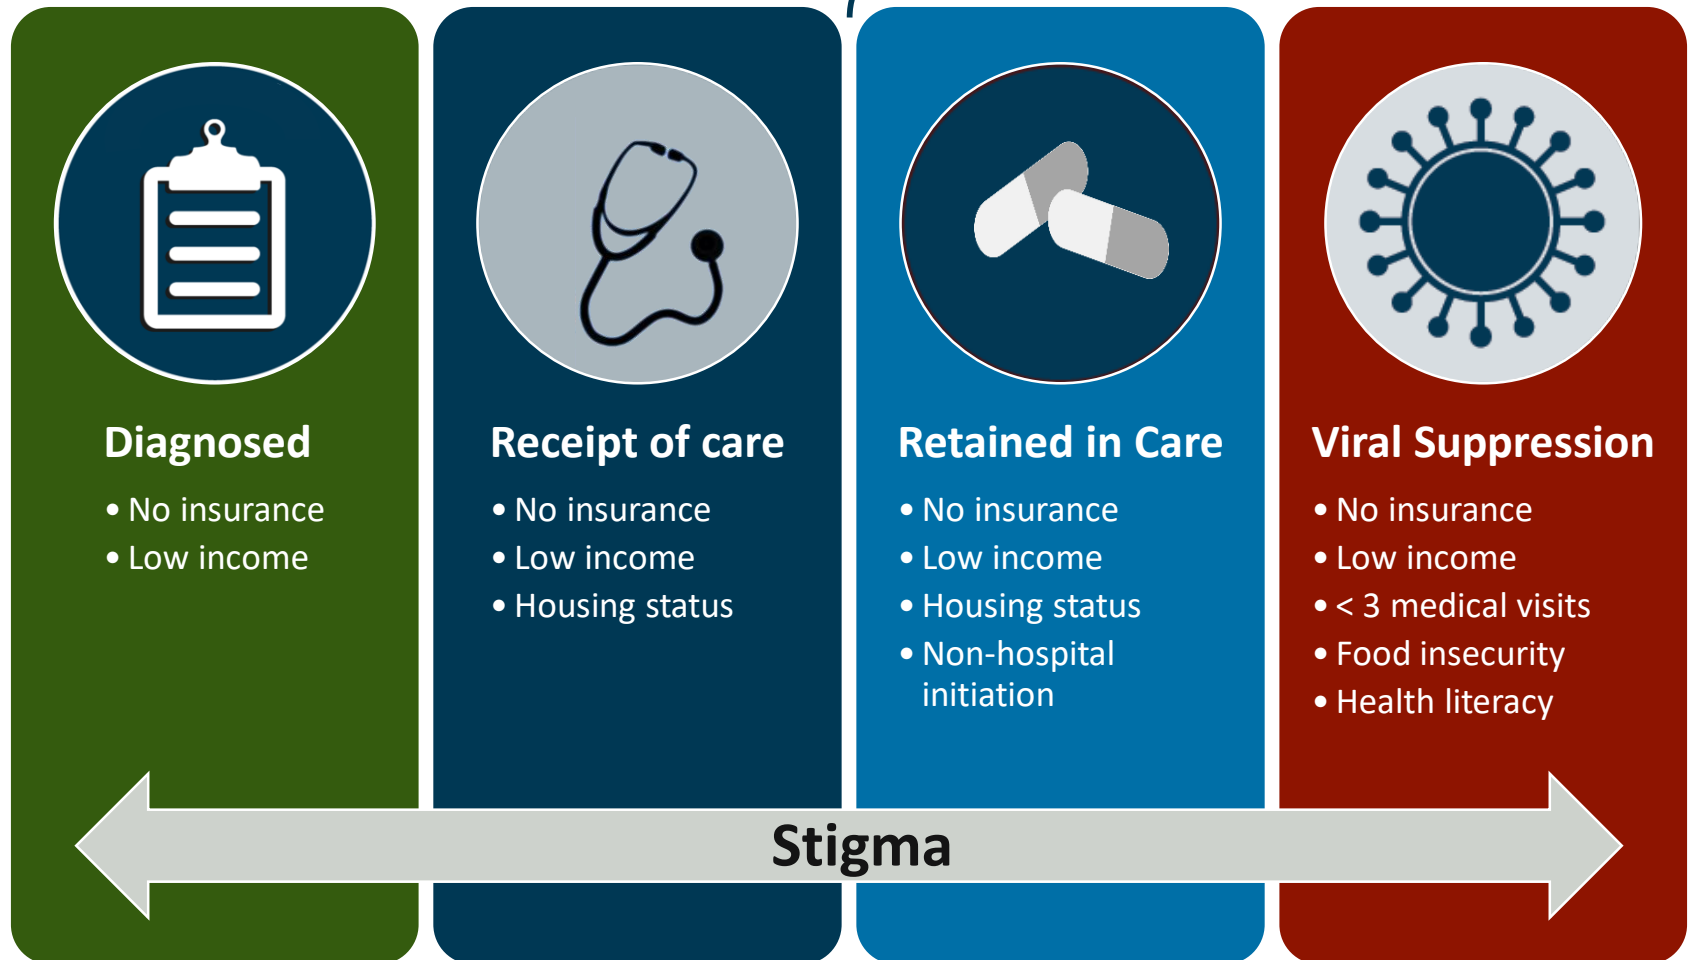 Diagnosed
• No insurance
• Low income
Receipt of care
• No insurance
• Low income
• Housing status
Retained in Care
• No insurance
• Low income
• Housing status
• Non-hospital
initiation
Viral Suppression
• No insurance
• Low income
• < 3 medical visits
• Food insecurity
• Health literacy
Stigma